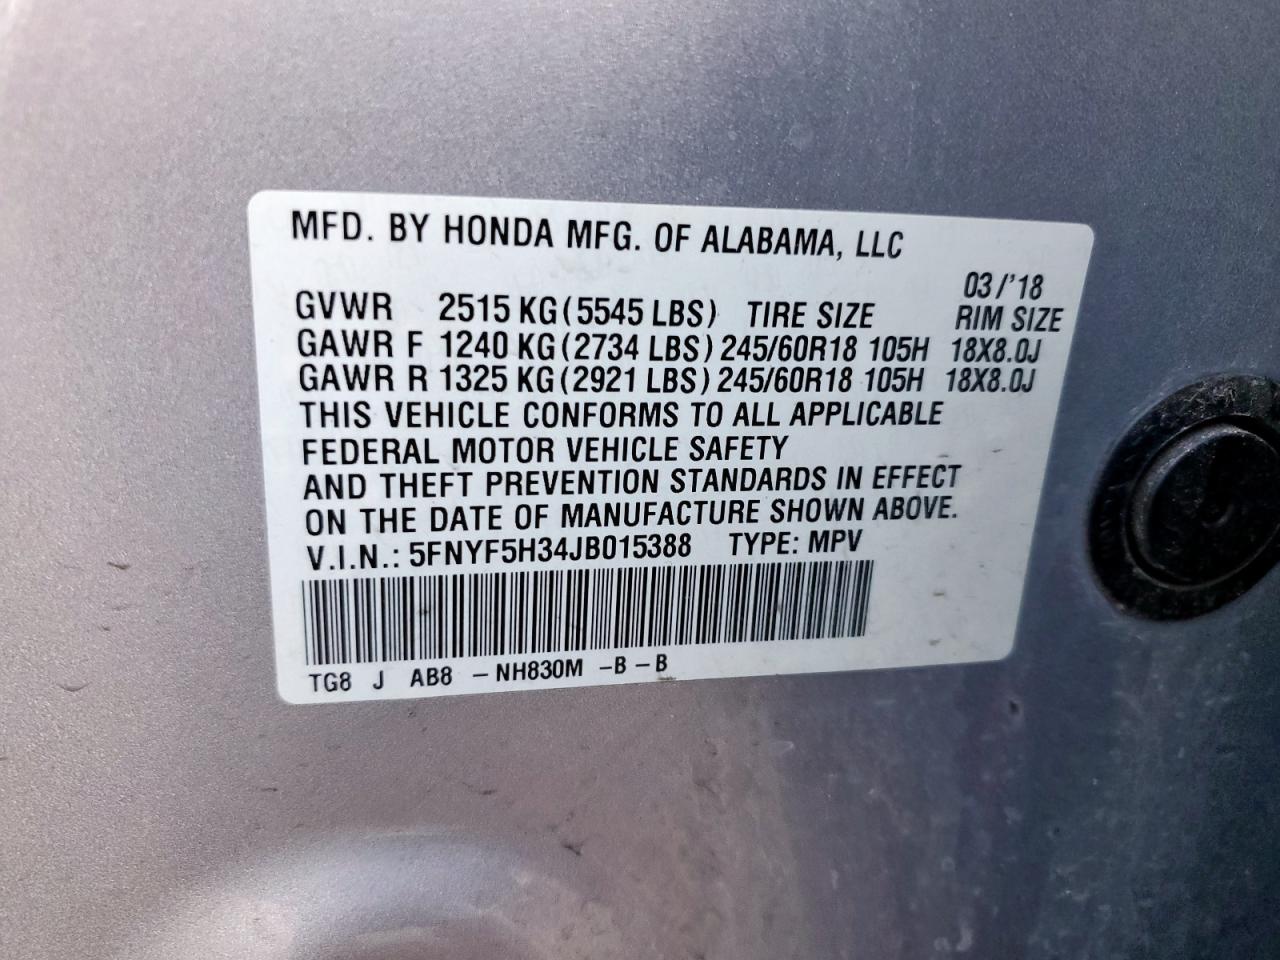 MFD. BY HONDA MFG. OF ALABAMA, LLC
03/'18
GVWR 2515 KG(5545 LBS) TIRE SIZE RIM SIZE
GAWR F 1240 KG(2734 LBS) 245/60R18 105H 18X8.0J
GAWR R 1325 KG(2921 LBS) 245/60R18 105H 18X8.0J
THIS VEHICLE CONFORMS TO ALL APPLICABLE
FEDERAL MOTOR VEHICLE SAFETY
AND THEFT PREVENTION STANDARDS IN EFFECT
ON THE DATE OF MANUFACTURE SHOWN ABOVE.
V.I.N.: 5FNYF5H34JB015388 TYPE: MPV
TG8 J AB8 -NH830M -B-B